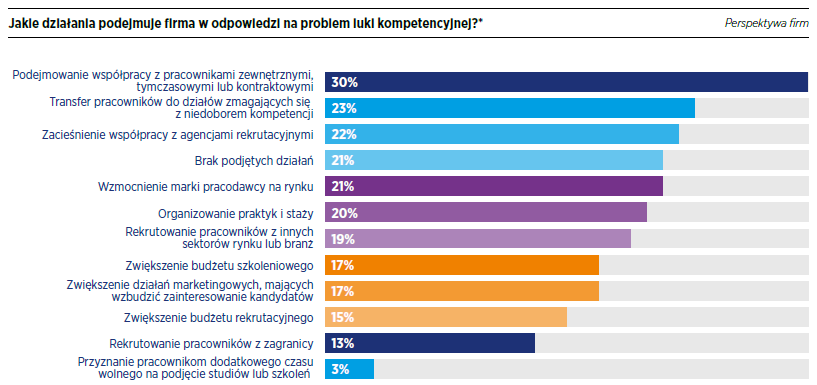 Jakie działania podejmuje firma w odpowiedzi na problem luki kompetencyjnej?*
Perspektywa firm
Podejmowanie współpracy z pracownikami zewnętrznymi,
tymczasowymi lub kontraktowymi
30%
Transfer pracowników do działów zmagających się
z niedoborem kompetencji
23%
Zacieśnienie współpracy z agencjami rekrutacyjnymi
22%
Brak podjętych działań
21%
Wzmocnienie marki pracodawcy na rynku
21%
Organizowanie praktyk i staży
20%
Rekrutowanie pracowników z innych
sektorów rynku lub branż
19%
Zwiększenie budżetu szkoleniowego
17%
Zwiększenie działań marketingowych, mających
wzbudzić zainteresowanie kandydatów
17%
Zwiększenie budżetu rekrutacyjnego
15%
Rekrutowanie pracowników z zagranicy
13%
Przyznanie pracownikom dodatkowego czasu
wolnego na podjęcie studiów lub szkoleń
3%